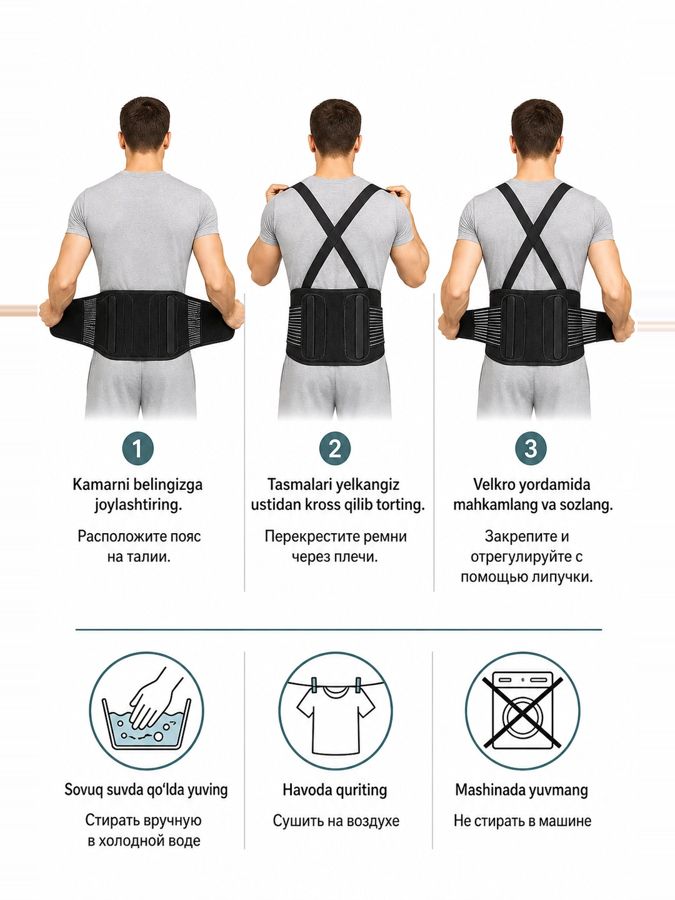 1
Kamarni belingizga
joylashtiring.
Расположите пояс
на талии.
2
Tasmalari yelkangiz
ustidan kross qilib torting.
Перекрестите ремни
через плечи.
3
Velkro yordamida
mahkamlang va sozlang.
Закрепите и
отрегулируйте с
помощью липучки.
Sovuq suvda qo‘lda yuving
Стирать вручную
в холодной воде
Havoda quriting
Сушить на воздухе
Mashinada yuvmang
Не стирать в машине